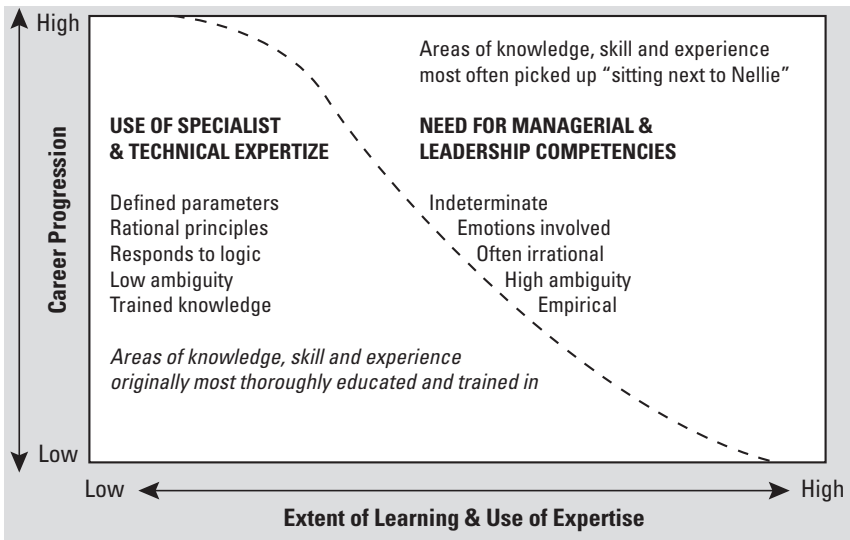 High
Areas of knowledge, skill and experience
most often picked up “sitting next to Nellie”
USE OF SPECIALIST
& TECHNICAL EXPERTIZE
NEED FOR MANAGERIAL &
LEADERSHIP COMPETENCIES
Career Progression
Defined parameters
Rational principles
Responds to logic
Low ambiguity
Trained knowledge
Indeterminate
Emotions involved
Often irrational
High ambiguity
Empirical
Areas of knowledge, skill and experience
originally most thoroughly educated and trained in
Low
Low
High
Extent of Learning & Use of Expertise